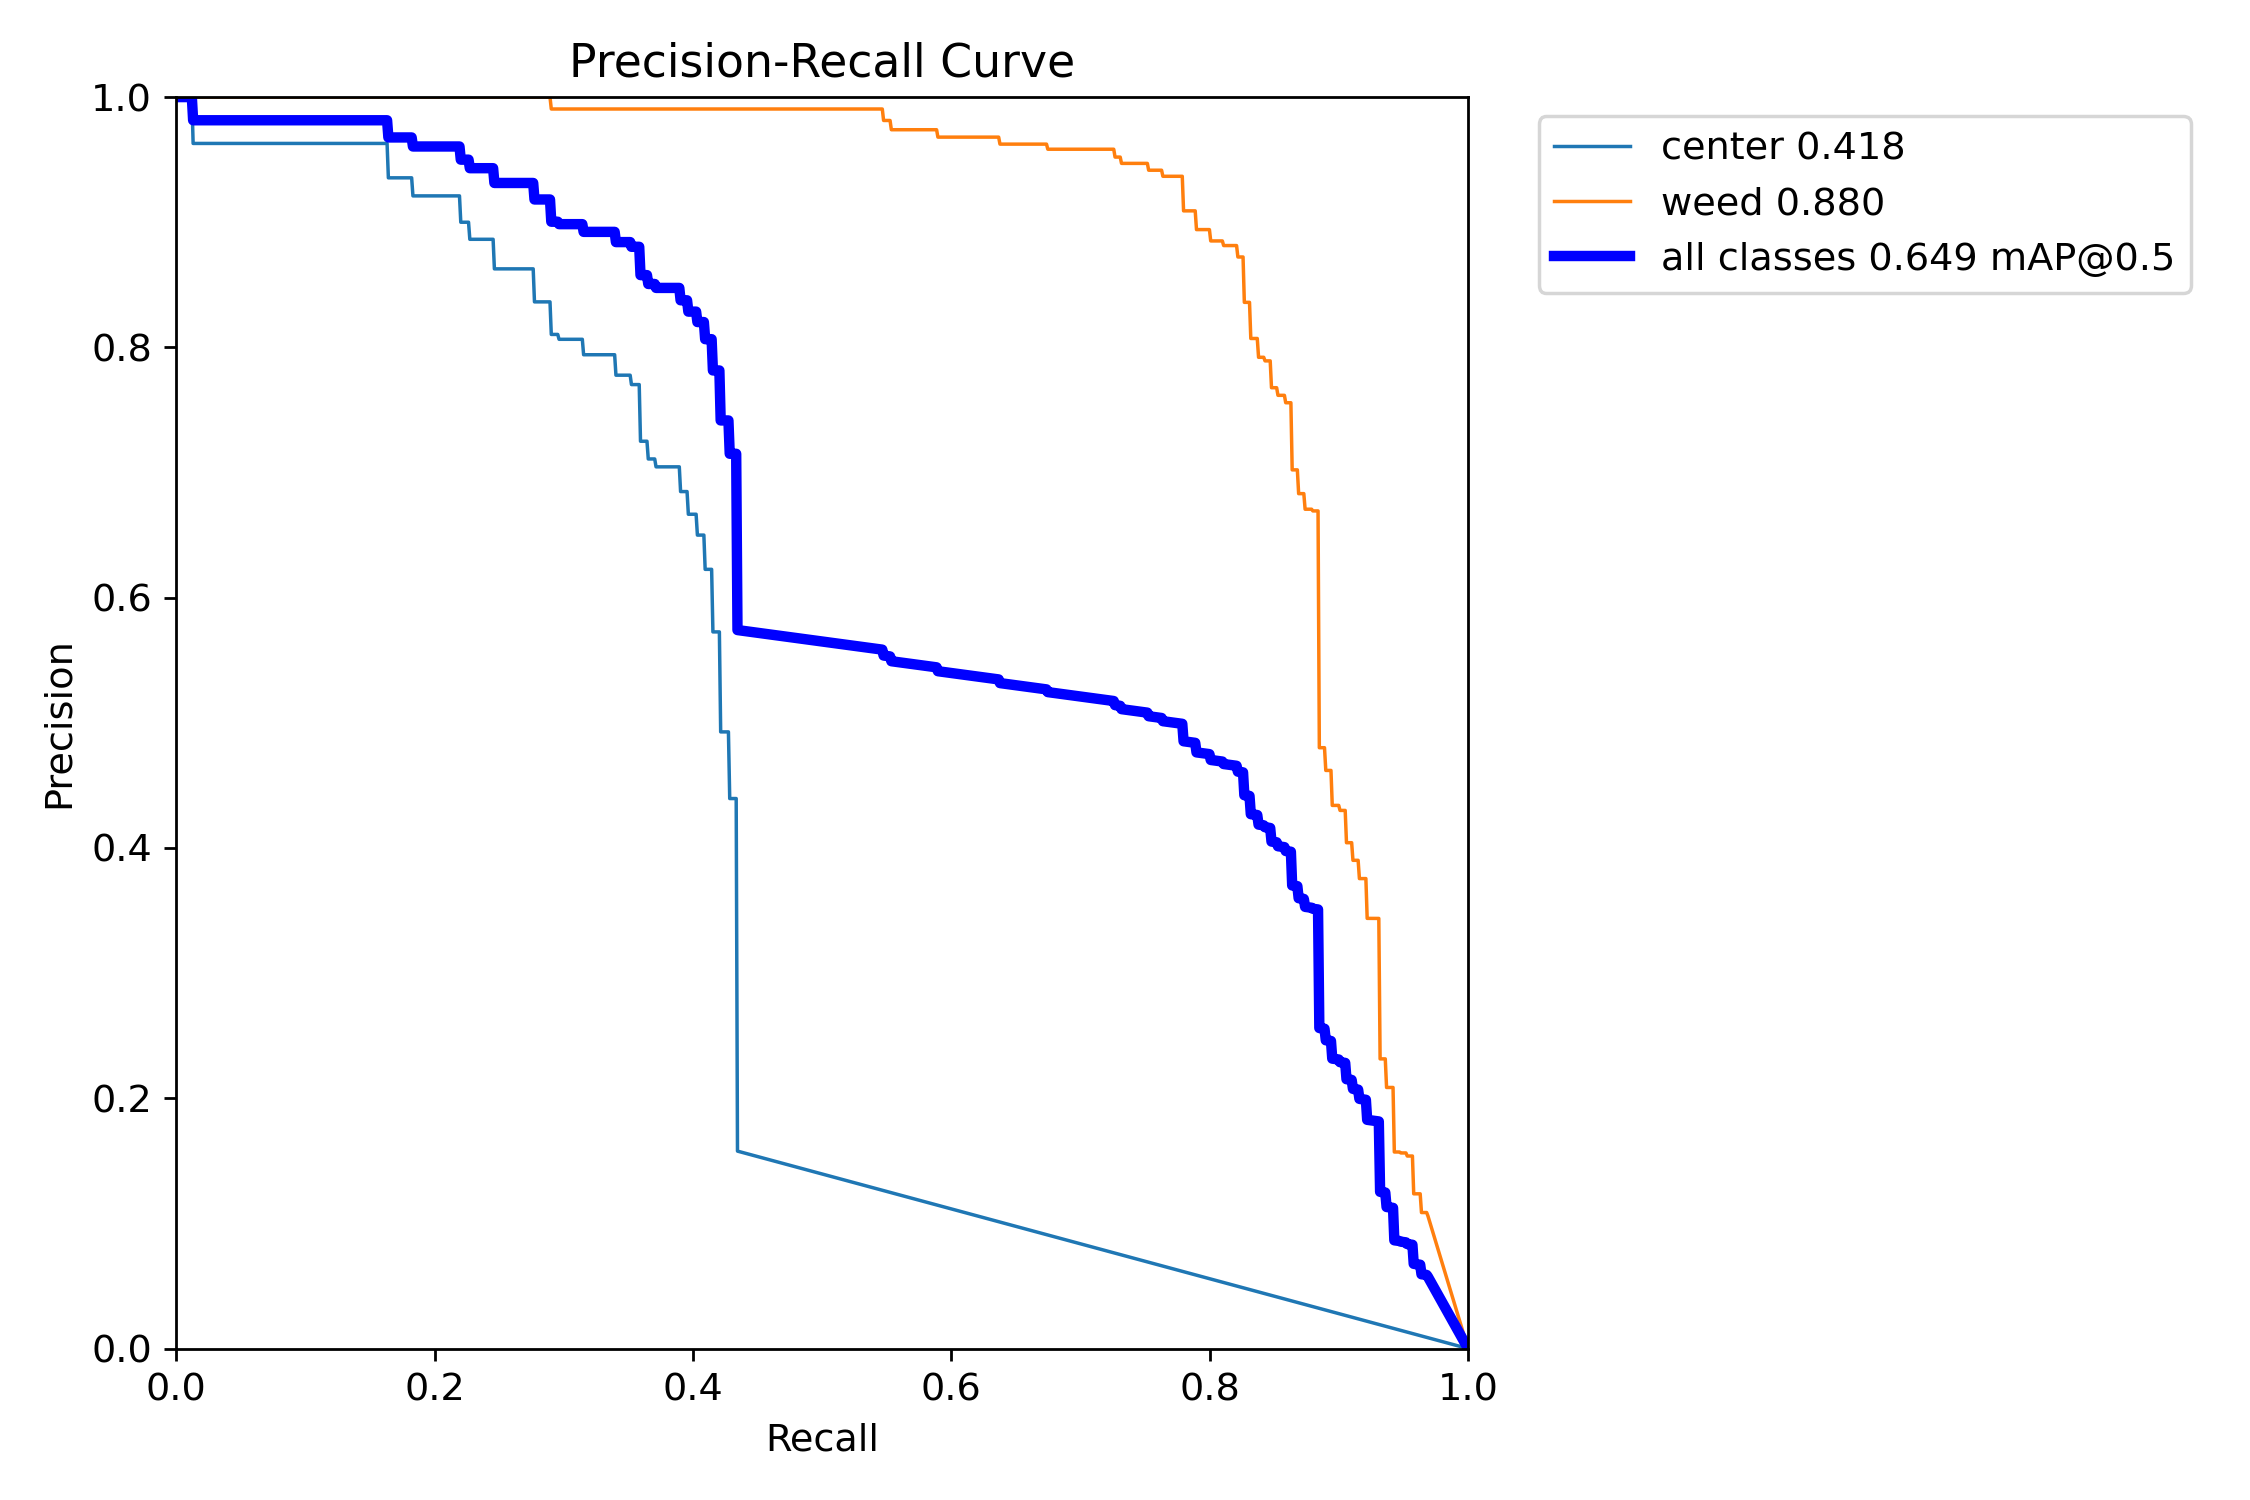 Precision-Recall Curve
center 0.418
weed 0.880
all classes 0.649 mAP@0.5
1.0
0.8
0.6
0.4
0.2
0.0
Precision
0.0 0.2 0.4 0.6 0.8 1.0
Recall